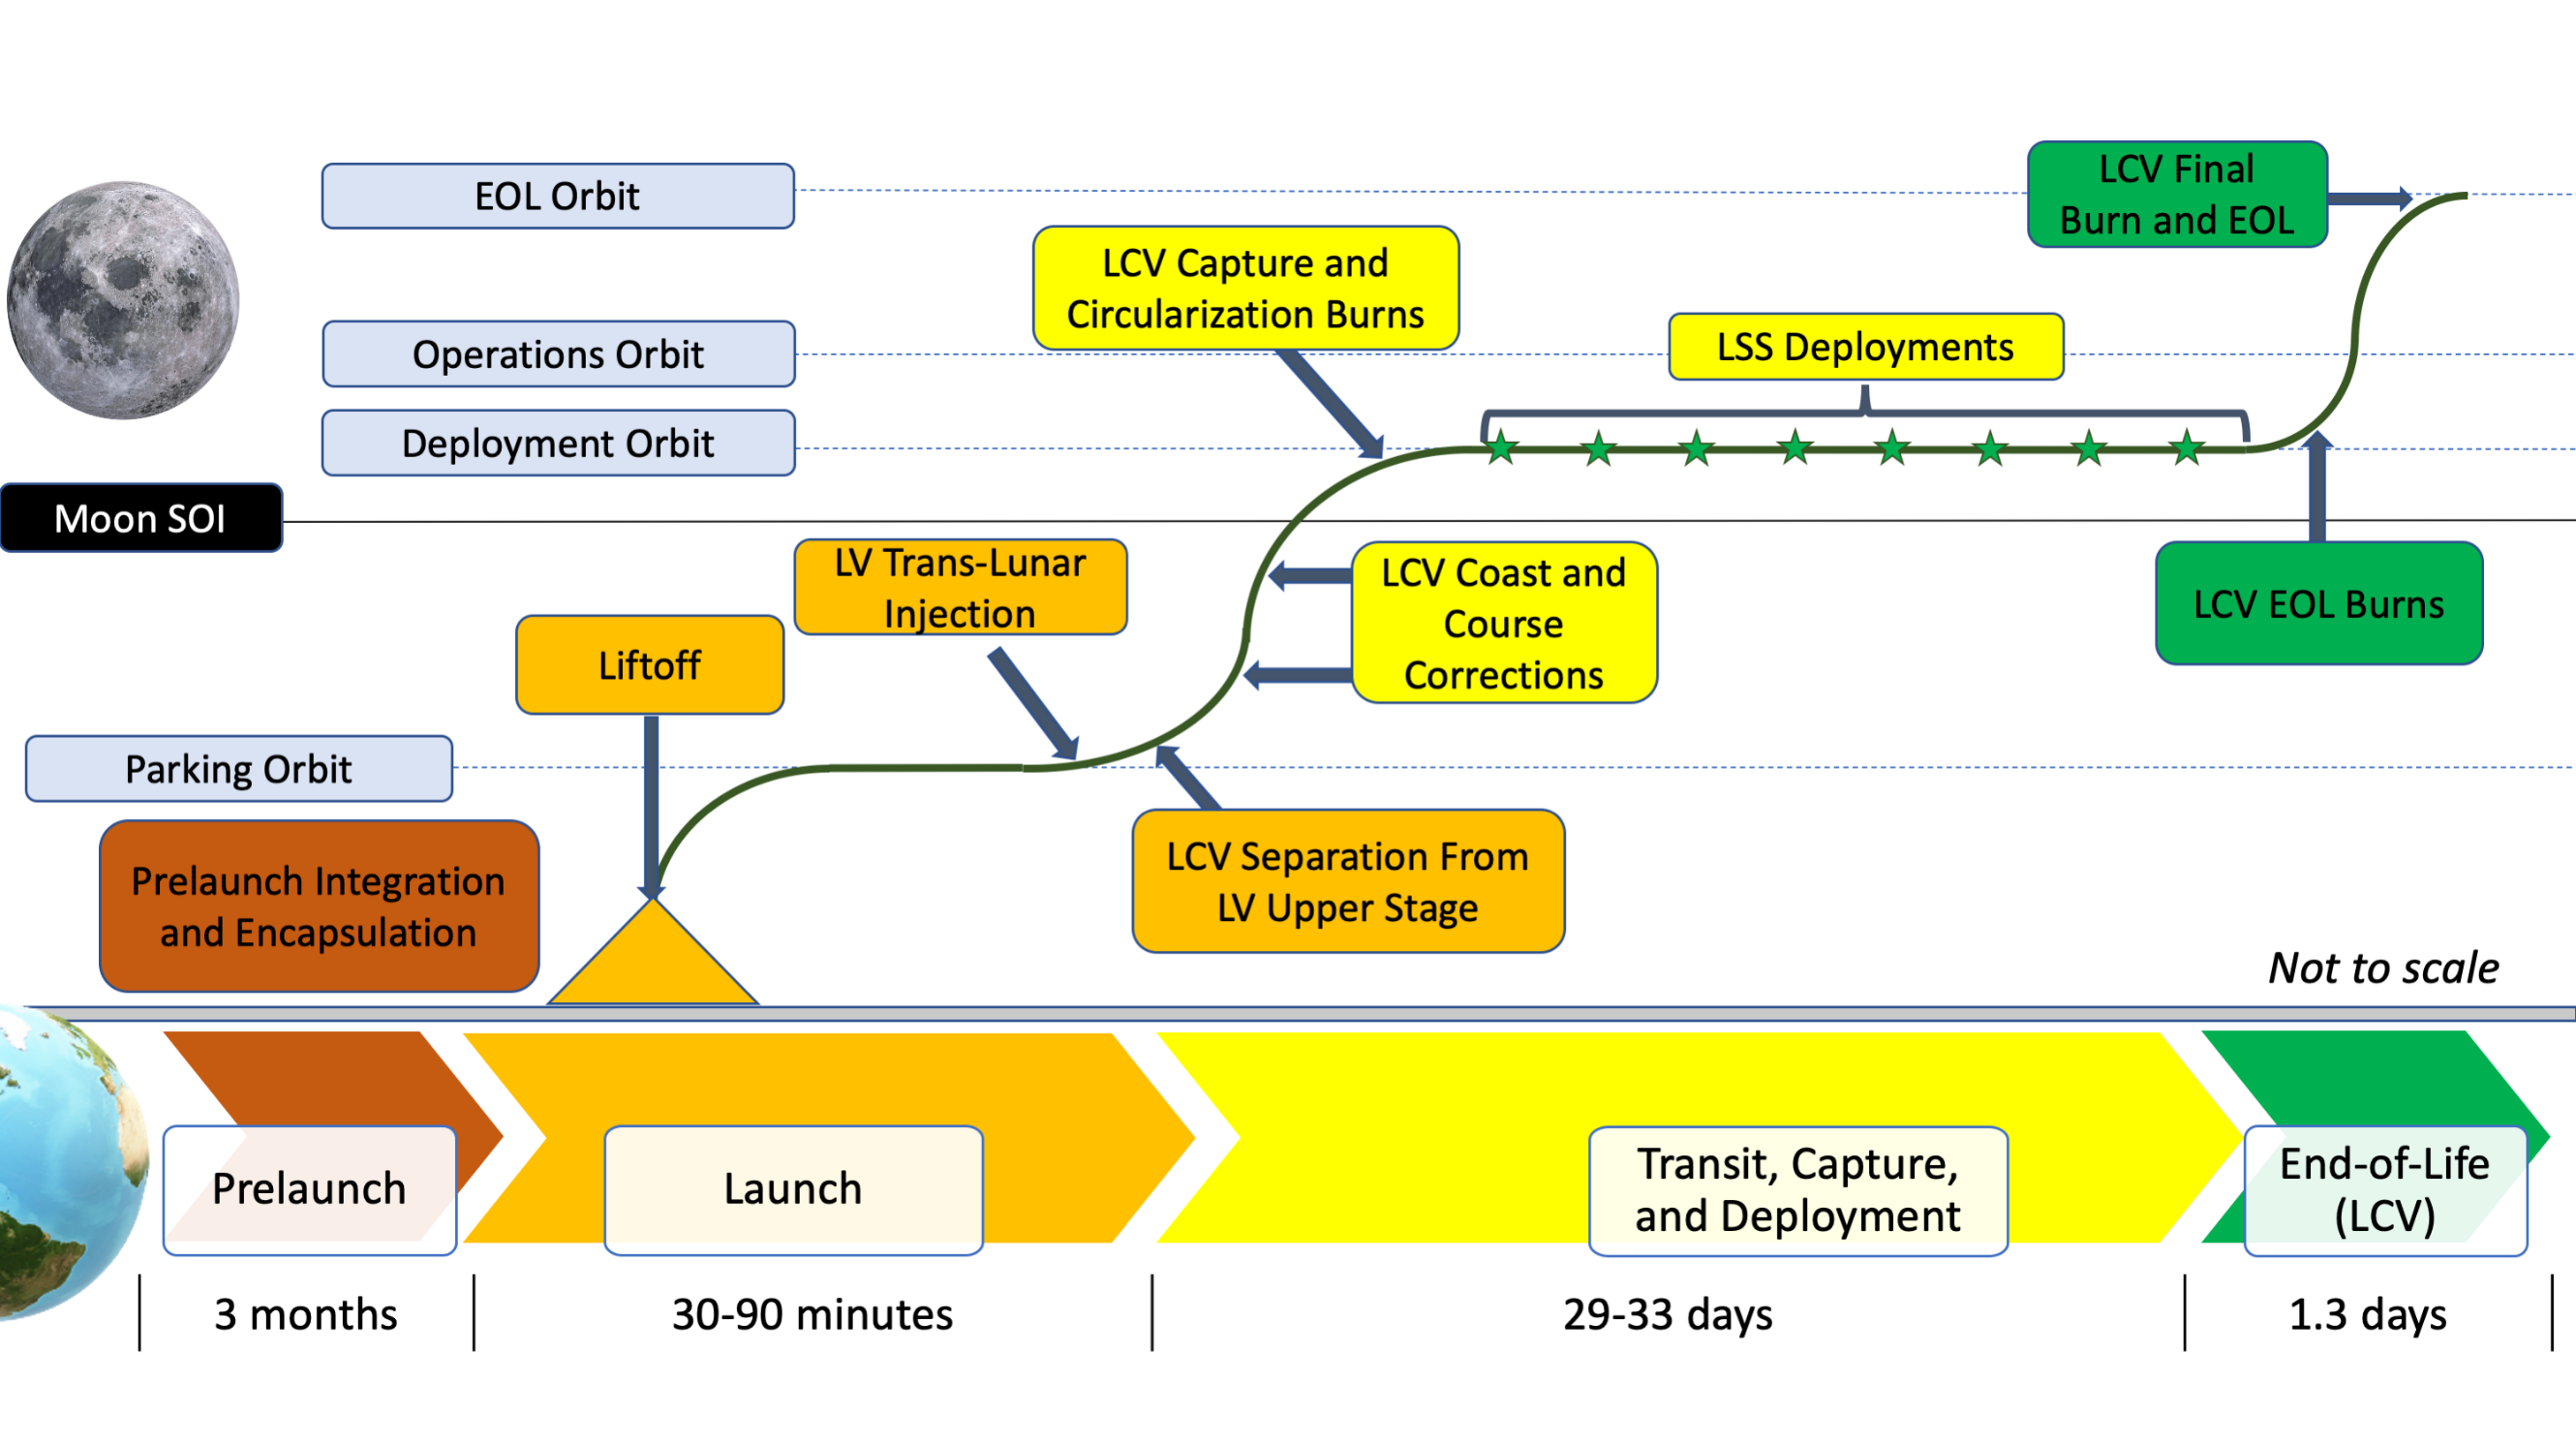 EOL Orbit
LCV Final
Burn and EOL
LCV Capture and
Circularization Burns
Operations Orbit
LSS Deployments
Deployment Orbit
Moon SOI
LV Trans-Lunar
Injection
LCV Coast and
Course
Corrections
LCV EOL Burns
Liftoff
Parking Orbit
Prelaunch Integration
and Encapsulation
LCV Separation From
LV Upper Stage
Not to scale
Prelaunch
Launch
Transit, Capture,
and Deployment
End-of-Life
(LCV)
3 months
30-90 minutes
29-33 days
1.3 days